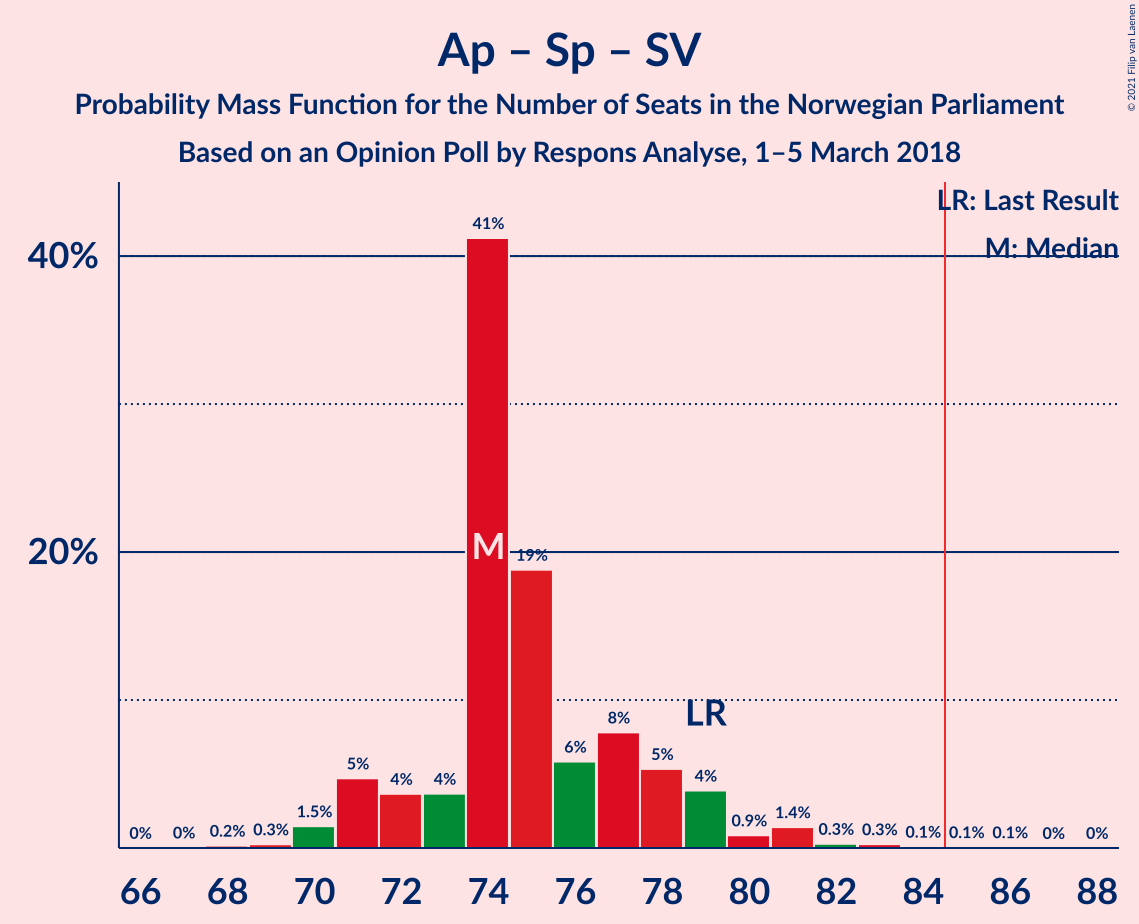 Ap – Sp – SV
Probability Mass Function for the Number of Seats in the Norwegian Parliament
Based on an Opinion Poll by Respons Analyse, 1–5 March 2018
© 2021 Filip van Laenen
LR: Last Result
M: Median
40%
20%
41%
M
19%
LR
8%
6%
5%
5%
4%
4%
4%
1.5%
1.4%
0.9%
0% 0% 0.2% 0.3% 0.3% 0.3% 0.1% 0.1% 0.1% 0% 0%
66 68 70 72 74 76 78 80 82 84 86 88